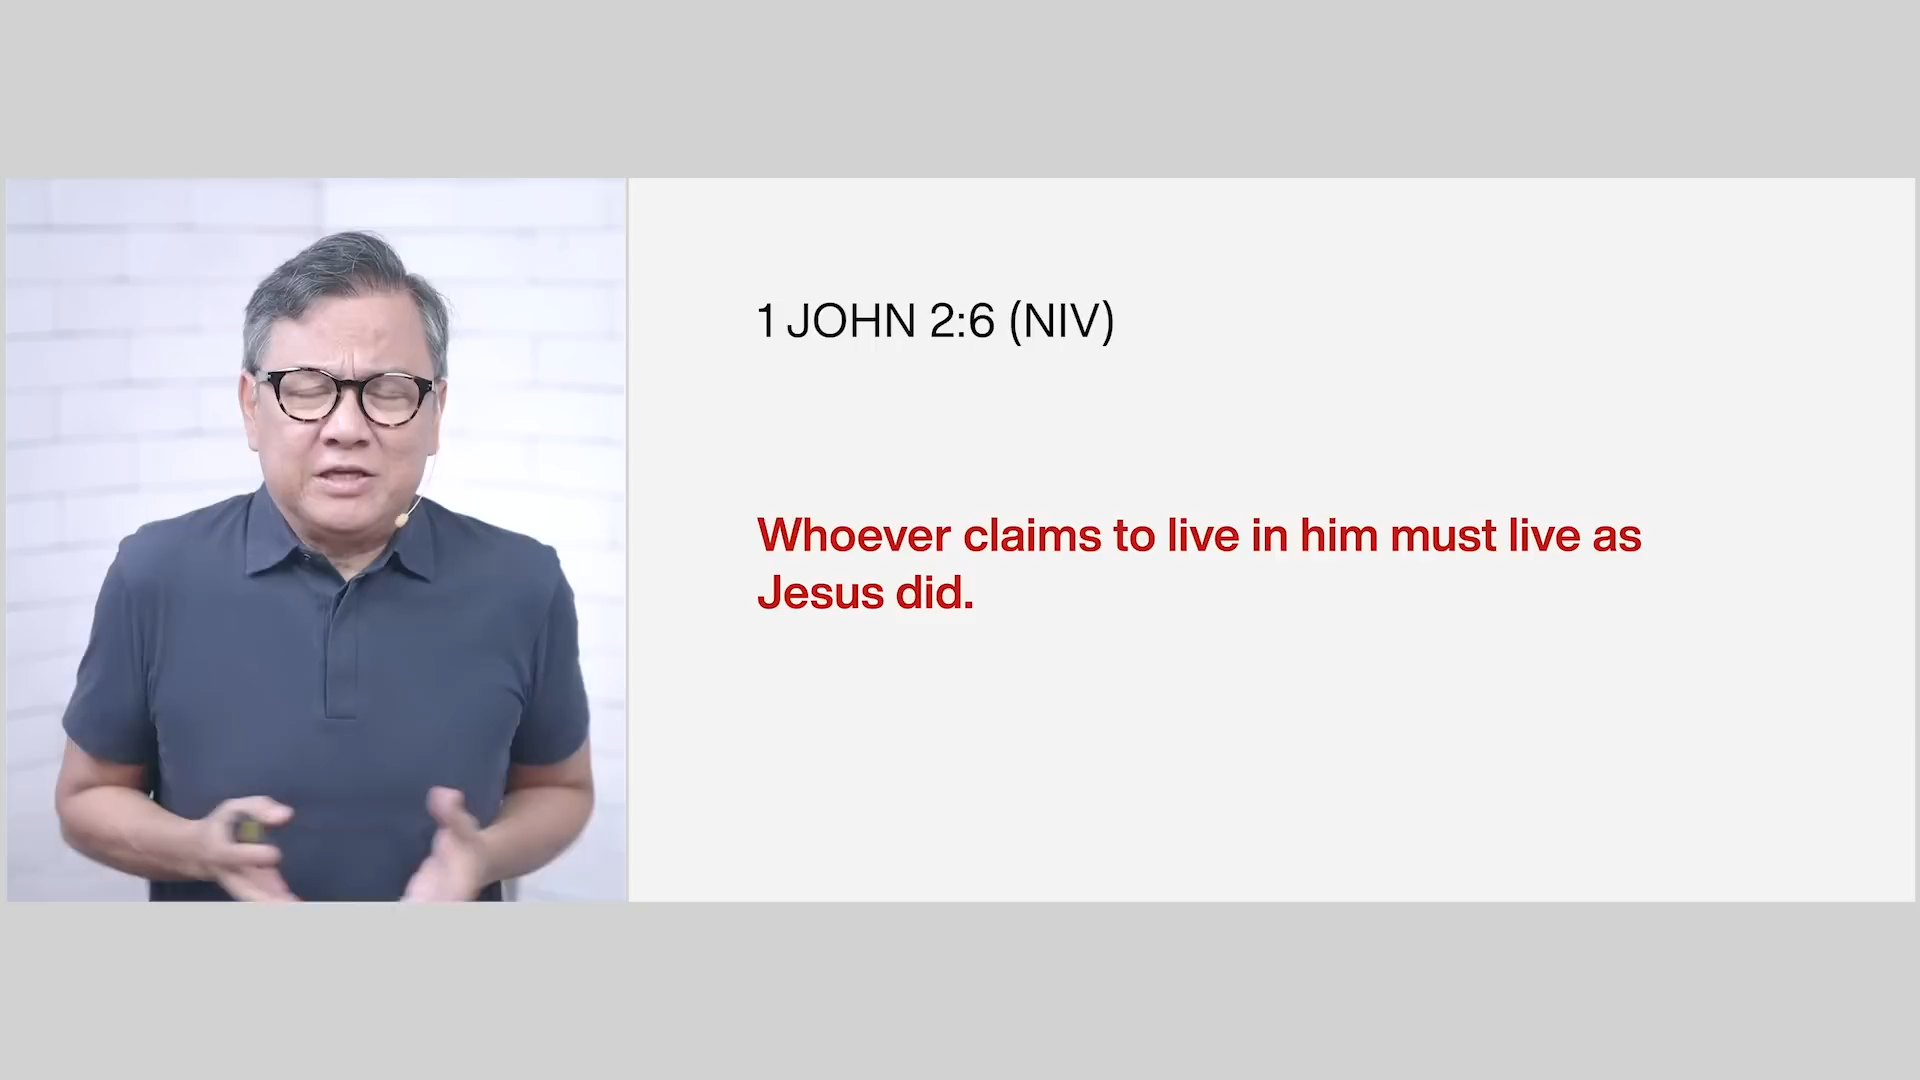 1 JOHN 2:6 (NIV)
Whoever claims to live in him must live as
Jesus did.